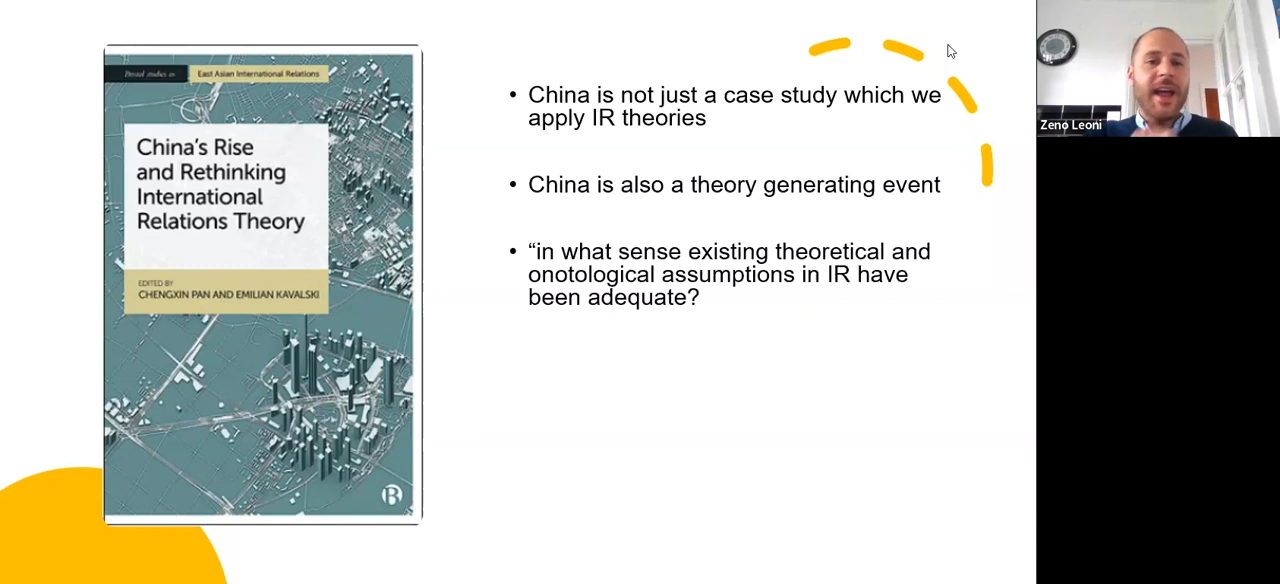 Bristol studies in
East Asian International Relations
China's Rise
and Rethinking
International
Relations Theory
EDITED BY
CHENGXIN PAN AND EMILIAN KAVALSKI
• China is not just a case study which we
apply IR theories
• China is also a theory generating event
• “in what sense existing theoretical and
onotological assumptions in IR have
been adequate?
Zeno Leoni